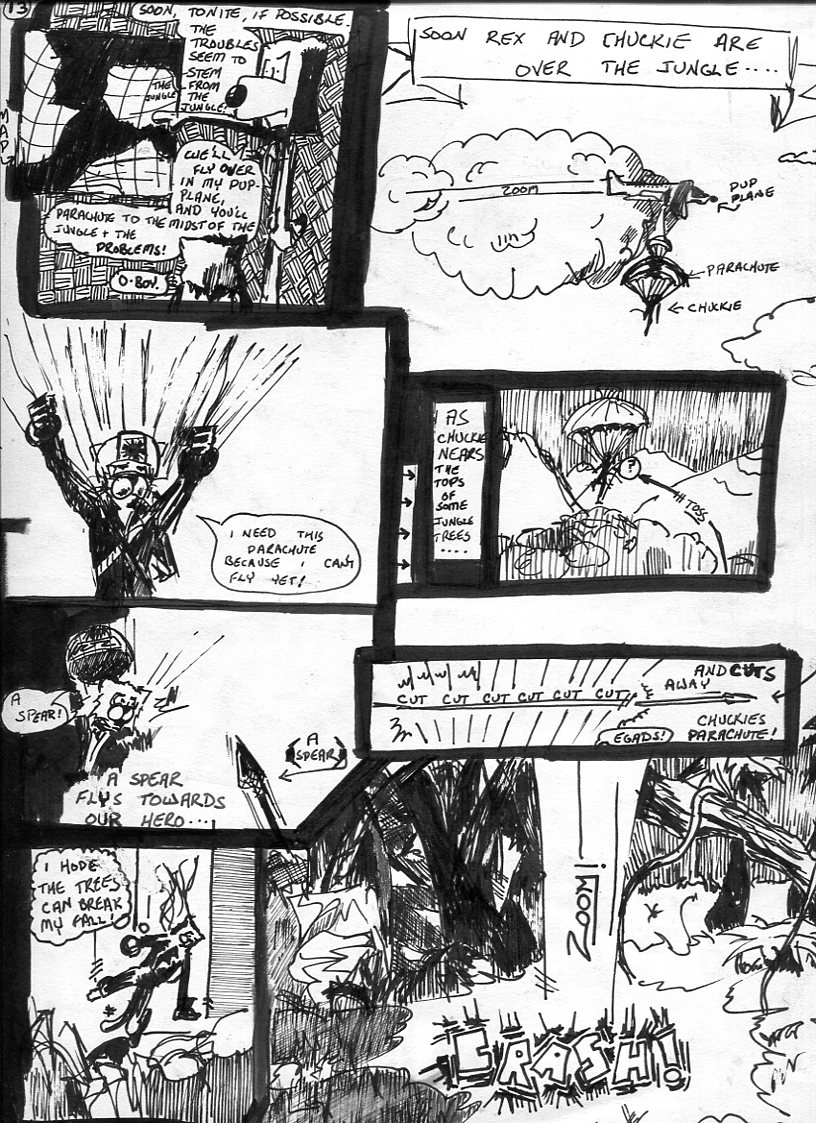 13
SOON, TONITE, IF POSSIBLE.
THE
TROUBLES
SEEM TO
STEM
FROM
THE
JUNGLE!
THE
JUNGLE
MAP
WE'LL
FLY OVER
IN MY PUP-
PLANE,
AND YOU'LL
PARACHUTE TO THE MIDST OF THE
JUNGLE + THE
PROBLEMS!
O-BOY.
SOON REX AND CHUCKIE ARE
OVER THE JUNGLE....
ZOOM
PUP
PLANE
PARACHUTE
CHUCKIE
I NEED THIS
PARACHUTE
BECAUSE I CAN'T
FLY YET!
AS
CHUCKIE
NEARS
THE
TOPS
OF
SOME
JUNGLE
TREES
....
?
TOSS
A
SPEAR!
A
SPEAR
A SPEAR
FLYS TOWARDS
OUR HERO...
AND CUTS
AWAY
CUT CUT CUT CUT CUT CUT
CHUCKIES
PARACHUTE!
EGADS!
I HODE
THE TREES
CAN BREAK
MY FALL!
ZOOM!
CRASH!